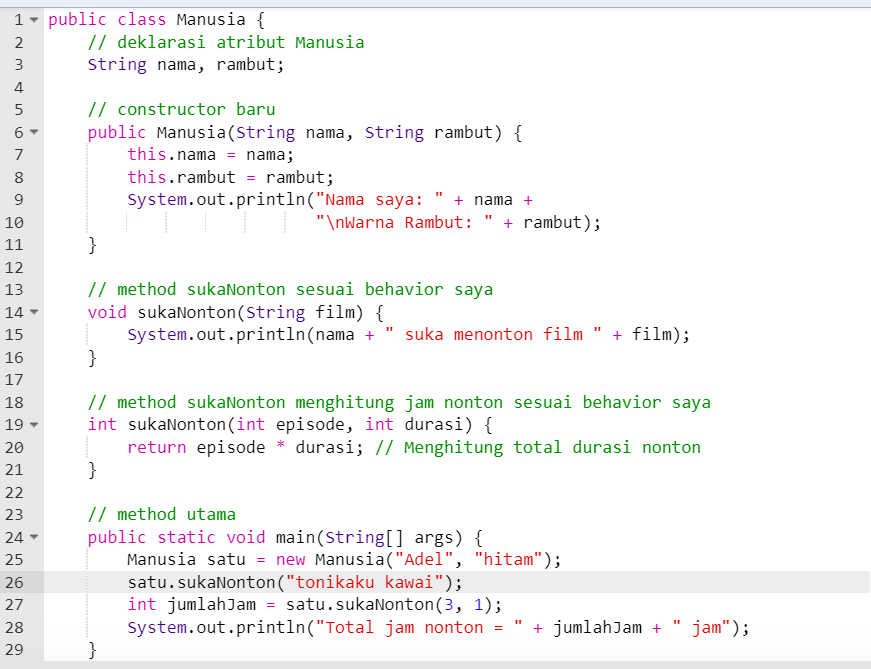 1 public class Manusia {
2     // deklarasi atribut Manusia
3     String nama, rambut;
4
5     // constructor baru
6     public Manusia(String nama, String rambut) {
7         this.nama = nama;
8         this.rambut = rambut;
9         System.out.println("Nama saya: " + nama +
10                            "\nWarna Rambut: " + rambut);
11     }
12
13     // method sukaNonton sesuai behavior saya
14     void sukaNonton(String film) {
15         System.out.println(nama + " suka menonton film " + film);
16     }
17
18     // method sukaNonton menghitung jam nonton sesuai behavior saya
19     int sukaNonton(int episode, int durasi) {
20         return episode * durasi; // Menghitung total durasi nonton
21     }
22
23     // method utama
24     public static void main(String[] args) {
25         Manusia satu = new Manusia("Adel", "hitam");
26         satu.sukaNonton("tonikaku kawai");
27         int jumlahJam = satu.sukaNonton(3, 1);
28         System.out.println("Total jam nonton = " + jumlahJam + " jam");
29     }